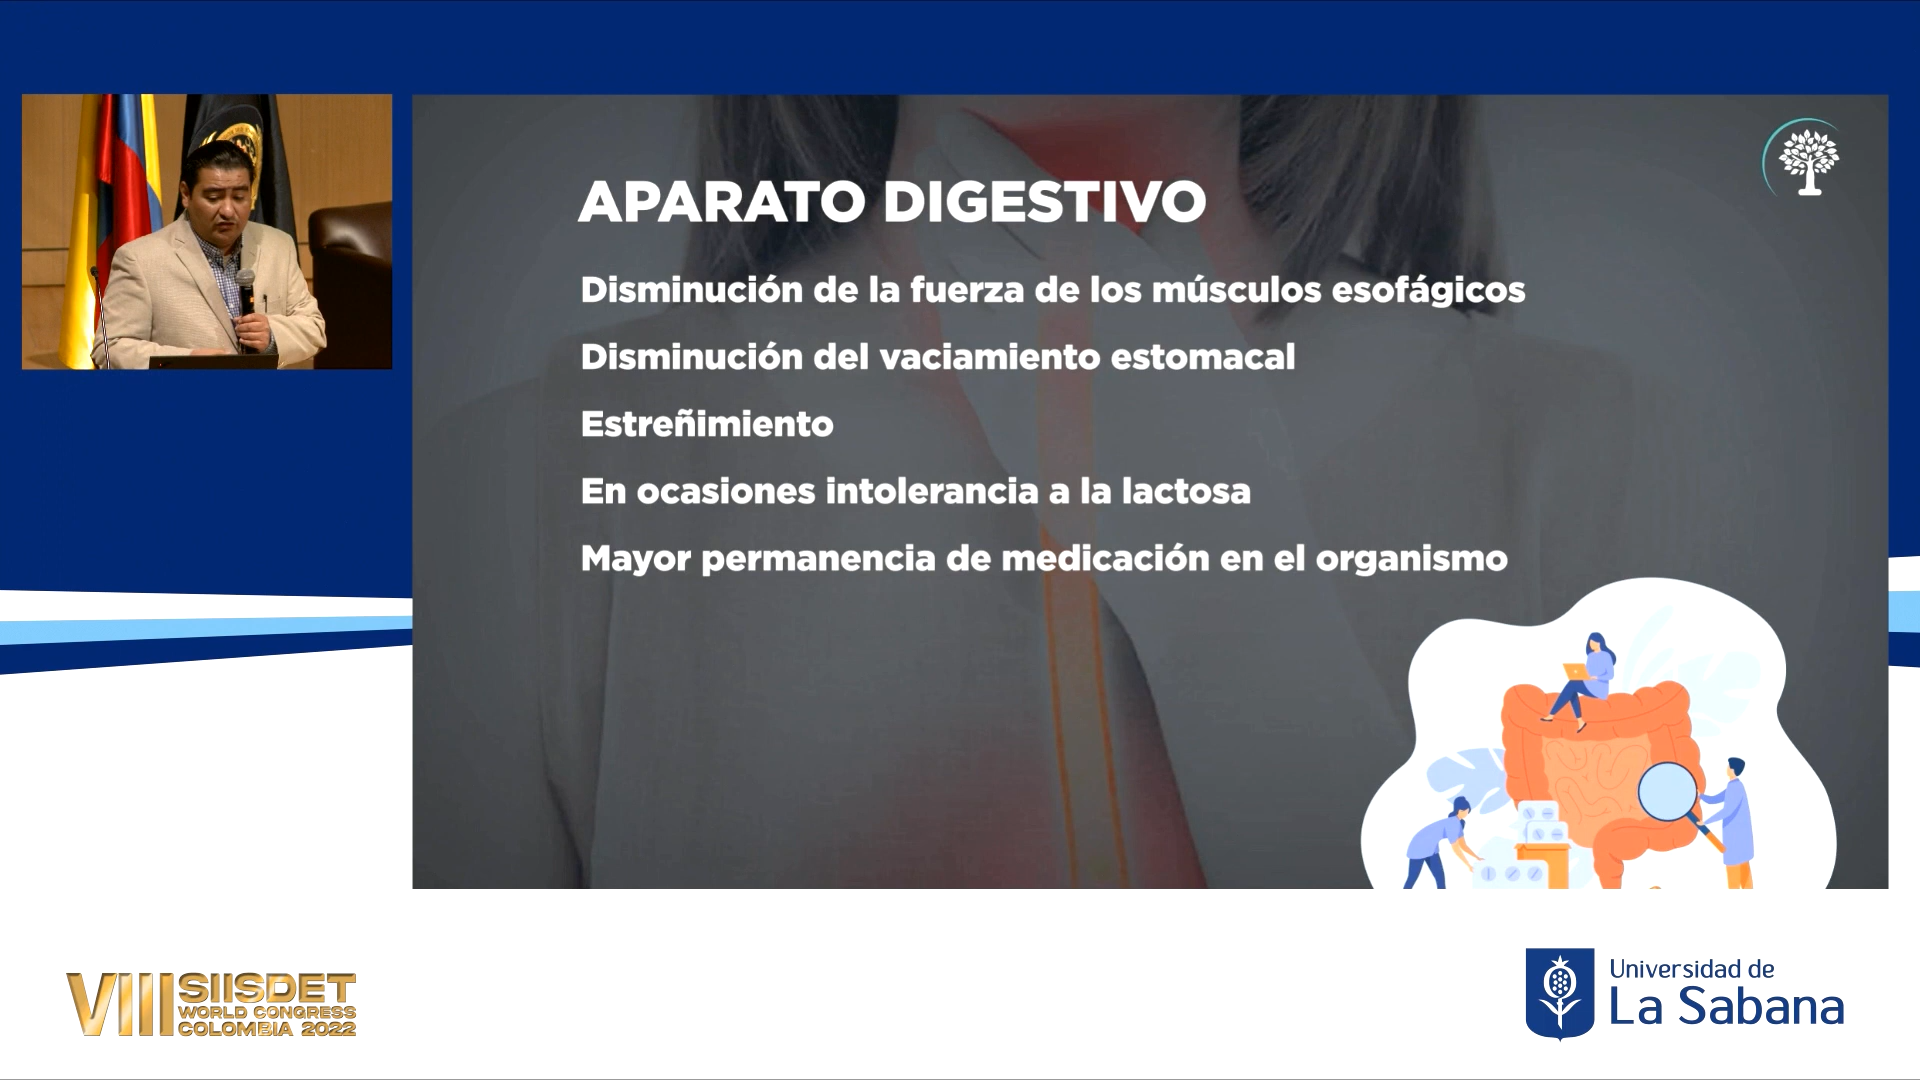 APARATO DIGESTIVO
Disminución de la fuerza de los músculos esofágicos
Disminución del vaciamiento estomacal
Estreñimiento
En ocasiones intolerancia a la lactosa
Mayor permanencia de medicación en el organismo
VIII SIISDET
WORLD CONGRESS
COLOMBIA 2022
Universidad de
La Sabana